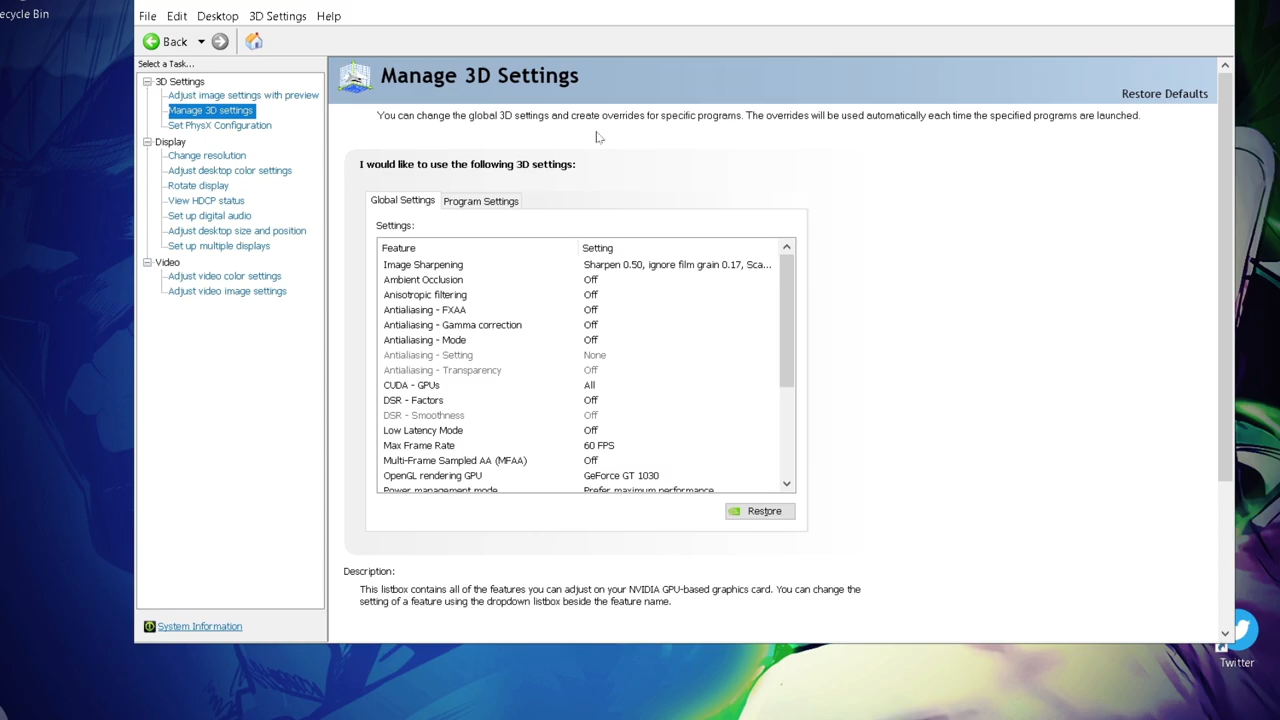 ecycle Bin
File Edit Desktop 3D Settings Help
Back
Select a Task...
3D Settings
Adjust image settings with preview
Manage 3D settings
Set PhysX Configuration
Display
Change resolution
Adjust desktop color settings
Rotate display
View HDCP status
Set up digital audio
Adjust desktop size and position
Set up multiple displays
Video
Adjust video color settings
Adjust video image settings
System Information
Manage 3D Settings
Restore Defaults
You can change the global 3D settings and create overrides for specific programs. The overrides will be used automatically each time the specified programs are launched.
I would like to use the following 3D settings:
Global Settings Program Settings
Settings:
Feature Setting
Image Sharpening Sharpen 0.50, ignore film grain 0.17, Sca...
Ambient Occlusion Off
Anisotropic filtering Off
Antialiasing - FXAA Off
Antialiasing - Gamma correction Off
Antialiasing - Mode Off
Antialiasing - Setting None
Antialiasing - Transparency Off
CUDA - GPUs All
DSR - Factors Off
DSR - Smoothness Off
Low Latency Mode Off
Max Frame Rate 60 FPS
Multi-Frame Sampled AA (MFAA) Off
OpenGL rendering GPU GeForce GT 1030
Power management mode Prefer maximum performance
Restore
Description:
This listbox contains all of the features you can adjust on your NVIDIA GPU-based graphics card. You can change the
setting of a feature using the dropdown listbox beside the feature name.
Twitter